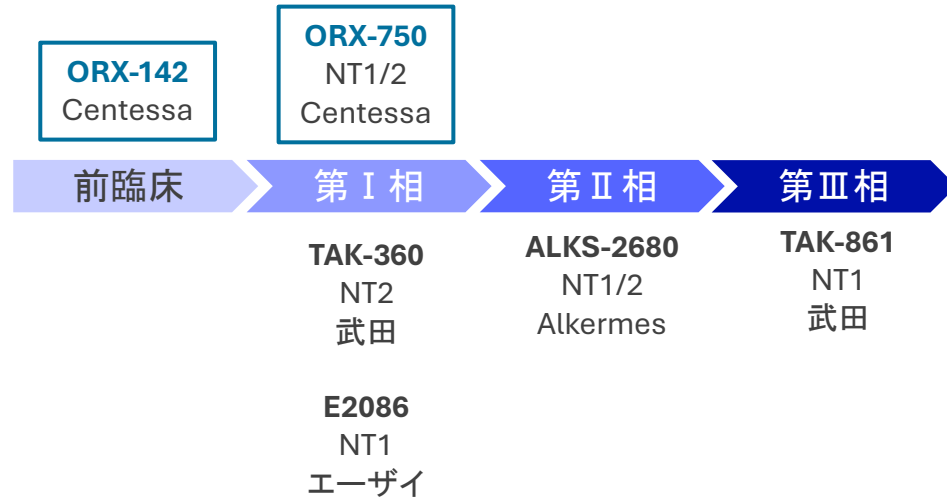 ORX-142
Centessa
ORX-750
NT1/2
Centessa
前臨床
第Ⅰ相
第Ⅱ相
第Ⅲ相
TAK-360
NT2
武田
ALKS-2680
NT1/2
Alkermes
TAK-861
NT1
武田
E2086
NT1
エーザイ